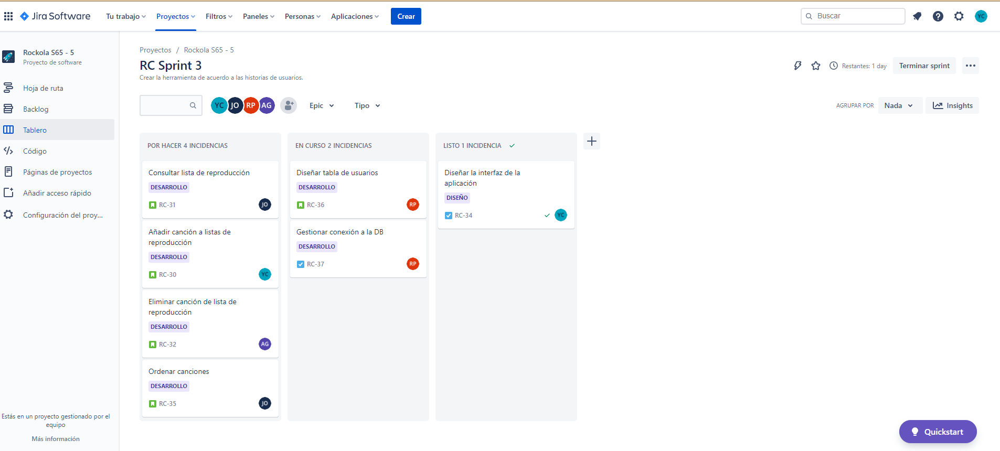 Jira Software
Tu trabajo
Proyectos
Filtros
Paneles
Personas
Aplicaciones
Crear
Buscar
YC
Rockola S65 - 5
Proyecto de software
Hoja de ruta
Backlog
Tablero
Código
Páginas de proyectos
Añadir acceso rápido
Configuración del proy...
Estás en un proyecto gestionado por el
equipo
Más información
Proyectos / Rockola S65 - 5
RC Sprint 3
Crear la herramienta de acuerdo a las historias de usuarios.
Restantes: 1 day
Terminar sprint
YC
JO
RP
AG
Epic
Tipo
AGRUPAR POR
Nada
Insights
POR HACER 4 INCIDENCIAS
Consultar lista de reproducción
DESARROLLO
RC-31
JO
Añadir canción a listas de
reproducción
DESARROLLO
RC-30
YC
Eliminar canción de lista de
reproducción
DESARROLLO
RC-32
AG
Ordenar canciones
DESARROLLO
RC-35
JO
EN CURSO 2 INCIDENCIAS
Diseñar tabla de usuarios
DESARROLLO
RC-36
RP
Gestionar conexión a la DB
DESARROLLO
RC-37
RP
LISTO 1 INCIDENCIA
Diseñar la interfaz de la
aplicación
DISEÑO
RC-34
YC
Quickstart